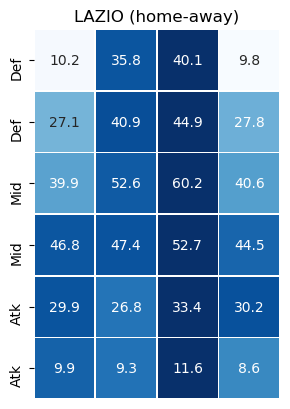 LAZIO (home-away)
Def 10.2 35.8 40.1 9.8
Def 27.1 40.9 44.9 27.8
Mid 39.9 52.6 60.2 40.6
Mid 46.8 47.4 52.7 44.5
Atk 29.9 26.8 33.4 30.2
Atk 9.9 9.3 11.6 8.6